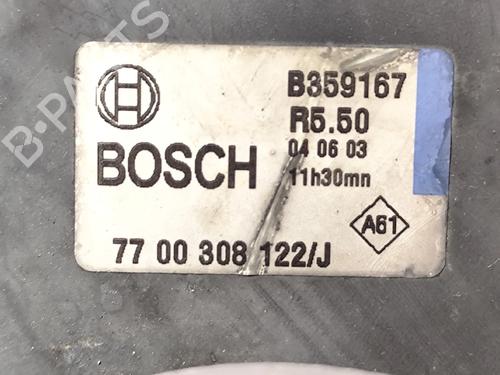 B-PARTS
B359167
R5.50
BOSCH
04 06 03
11h30mn
A61
77 00 308 122/J